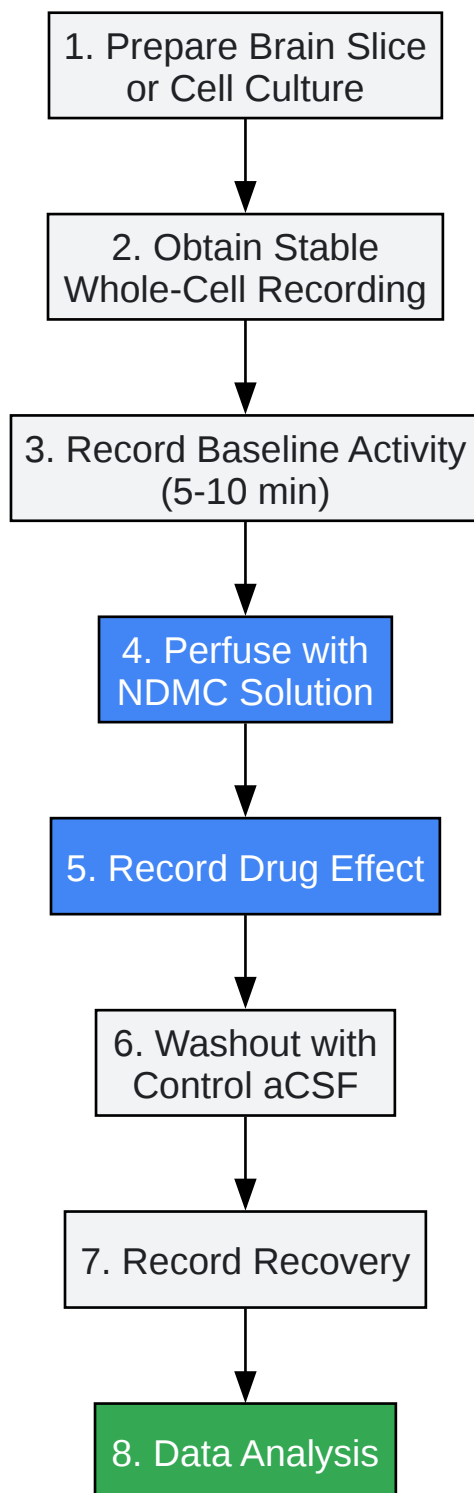 1. Prepare Brain Slice
or Cell Culture
2. Obtain Stable
Whole-Cell Recording
3. Record Baseline Activity
(5-10 min)
4. Perfuse with
NDMC Solution
5. Record Drug Effect
6. Washout with
Control aCSF
7. Record Recovery
8. Data Analysis